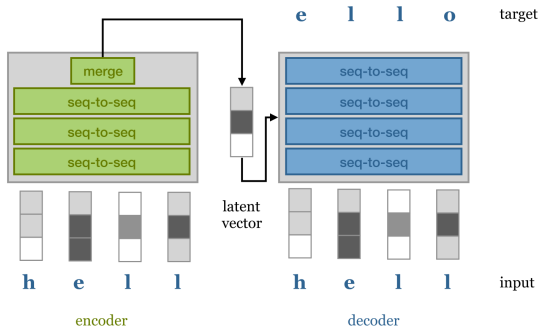 e l l o target
merge
seq-to-seq
seq-to-seq
seq-to-seq
seq-to-seq
seq-to-seq
seq-to-seq
seq-to-seq
latent
vector
h e l l
h e l l input
encoder
decoder